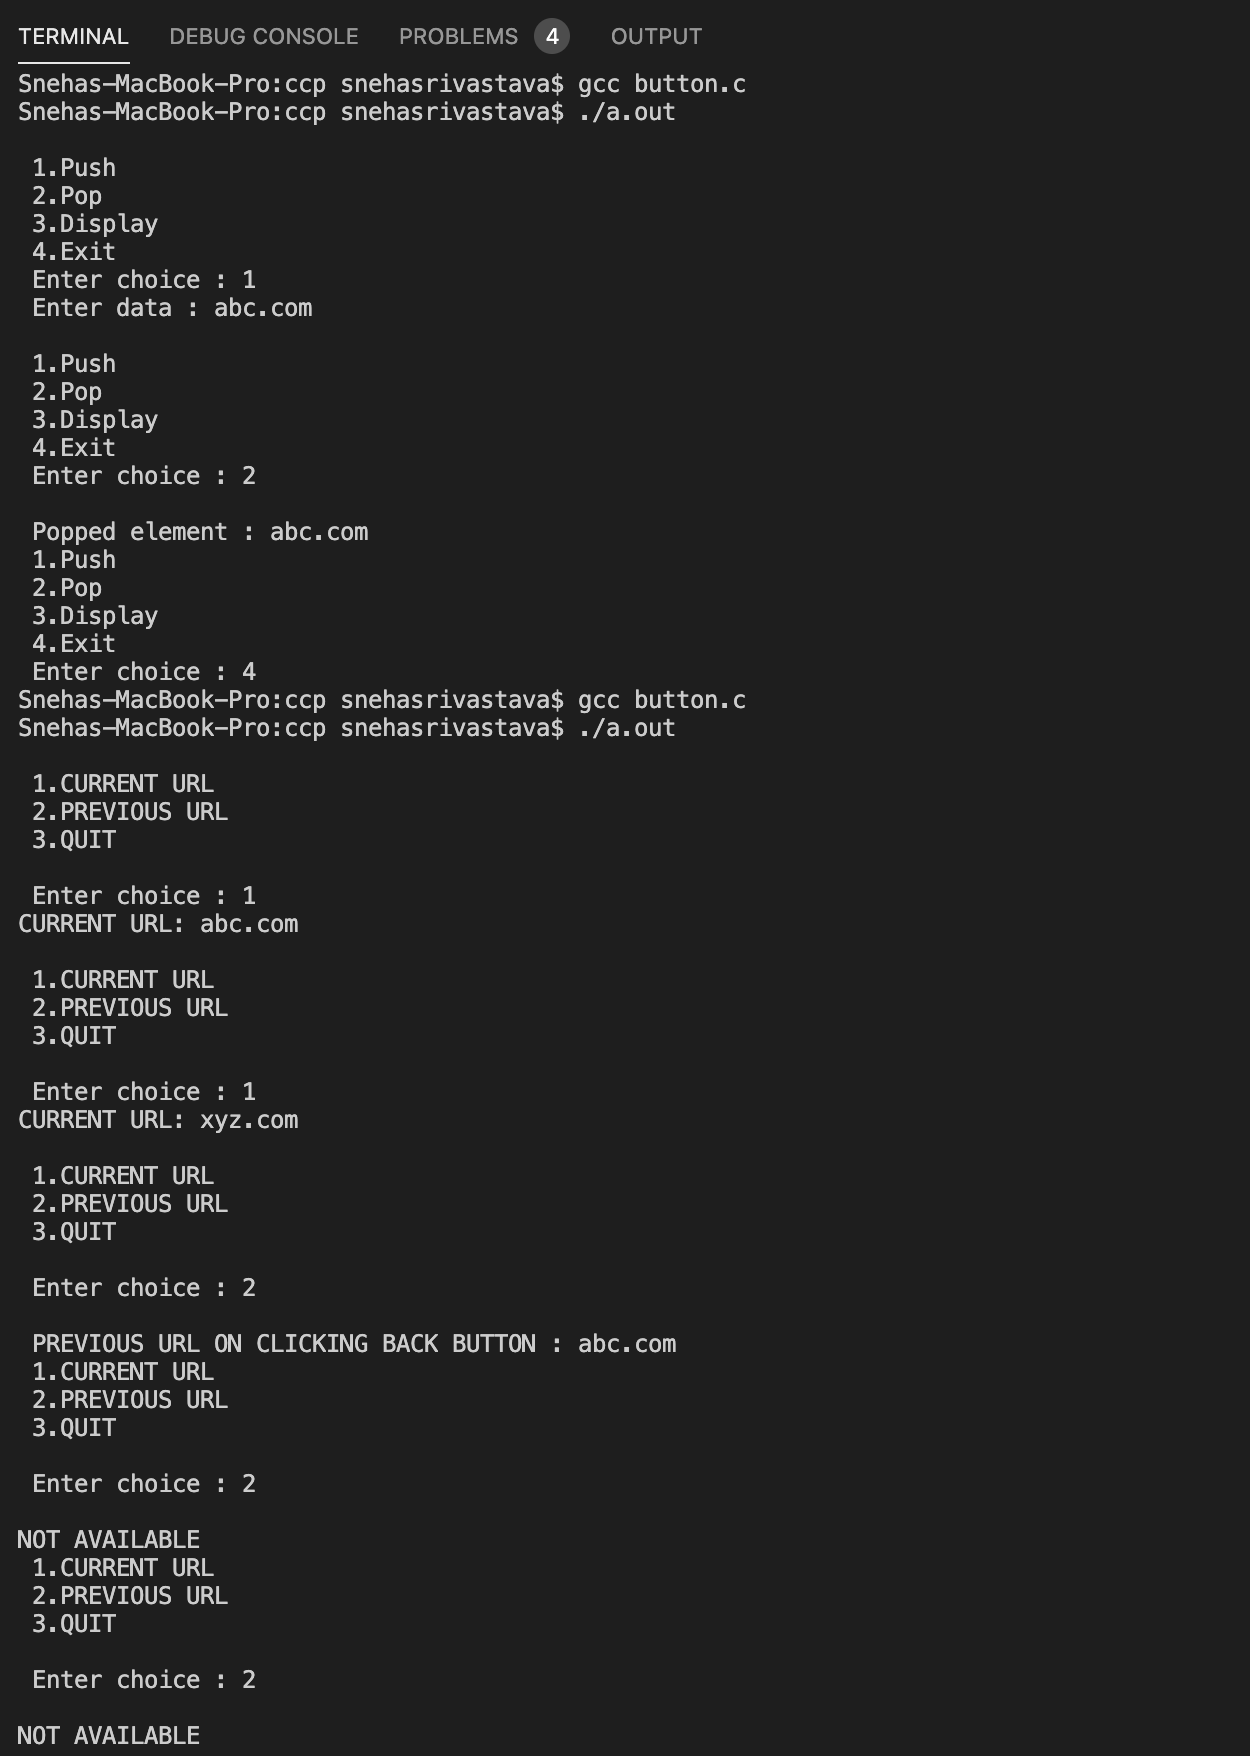 TERMINAL DEBUG CONSOLE PROBLEMS 4 OUTPUT
Snehas-MacBook-Pro:ccp snehasrivastava$ gcc button.c
Snehas-MacBook-Pro:ccp snehasrivastava$ ./a.out

 1.Push
 2.Pop
 3.Display
 4.Exit
 Enter choice : 1
 Enter data : abc.com

 1.Push
 2.Pop
 3.Display
 4.Exit
 Enter choice : 2

 Popped element : abc.com
 1.Push
 2.Pop
 3.Display
 4.Exit
 Enter choice : 4
Snehas-MacBook-Pro:ccp snehasrivastava$ gcc button.c
Snehas-MacBook-Pro:ccp snehasrivastava$ ./a.out

 1.CURRENT URL
 2.PREVIOUS URL
 3.QUIT

 Enter choice : 1
CURRENT URL: abc.com

 1.CURRENT URL
 2.PREVIOUS URL
 3.QUIT

 Enter choice : 1
CURRENT URL: xyz.com

 1.CURRENT URL
 2.PREVIOUS URL
 3.QUIT

 Enter choice : 2

 PREVIOUS URL ON CLICKING BACK BUTTON : abc.com
 1.CURRENT URL
 2.PREVIOUS URL
 3.QUIT

 Enter choice : 2

NOT AVAILABLE
 1.CURRENT URL
 2.PREVIOUS URL
 3.QUIT

 Enter choice : 2

NOT AVAILABLE